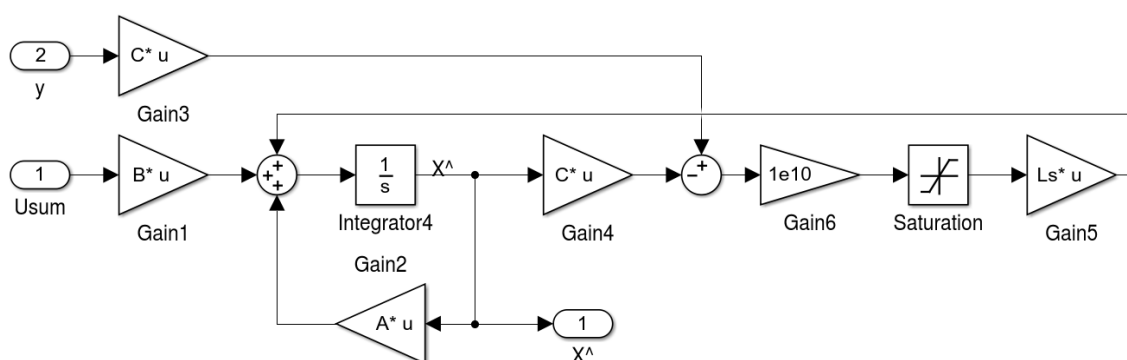 2
C* u
y
Gain3
1
B* u
+
+
+
1
s
X^
C* u
−
+
1e10
Ls* u
Usum
Gain1
Integrator4
Gain4
Gain6
Saturation
Gain5
Gain2
A* u
1
X^